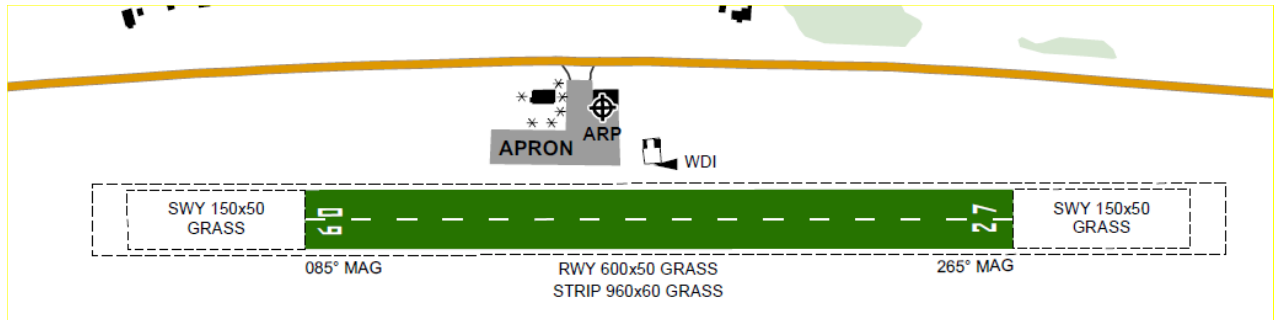 ARP
APRON
WDI
SWY 150x50
GRASS
09
27
SWY 150x50
GRASS
085° MAG
RWY 600x50 GRASS
STRIP 960x60 GRASS
265° MAG